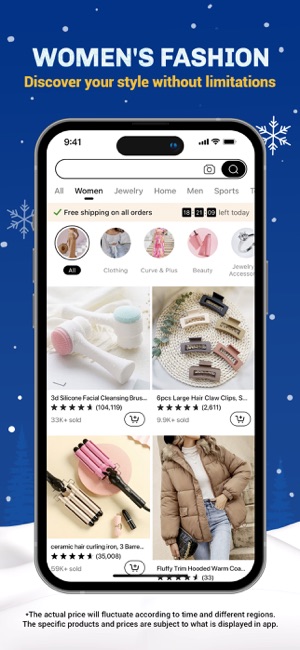 WOMEN'S FASHION
Discover your style without limitations
9:41
All Women Jewelry Home Men Sports
Free shipping on all orders 18 21 09 left today
All Clothing Curve & Plus Beauty Jewelry
Accessor
3d Silicone Facial Cleansing Brus...
(104,119)
33K+ sold
6pcs Large Hair Claw Clips, S...
(2,611)
9.9K+ sold
ceramic hair curling iron, 3 Barre...
(35,008)
59K+ sold
Fluffy Trim Hooded Warm Coa...
(33)
*The actual price will fluctuate according to time and different regions.
The specific products and prices are subject to what is displayed in app.